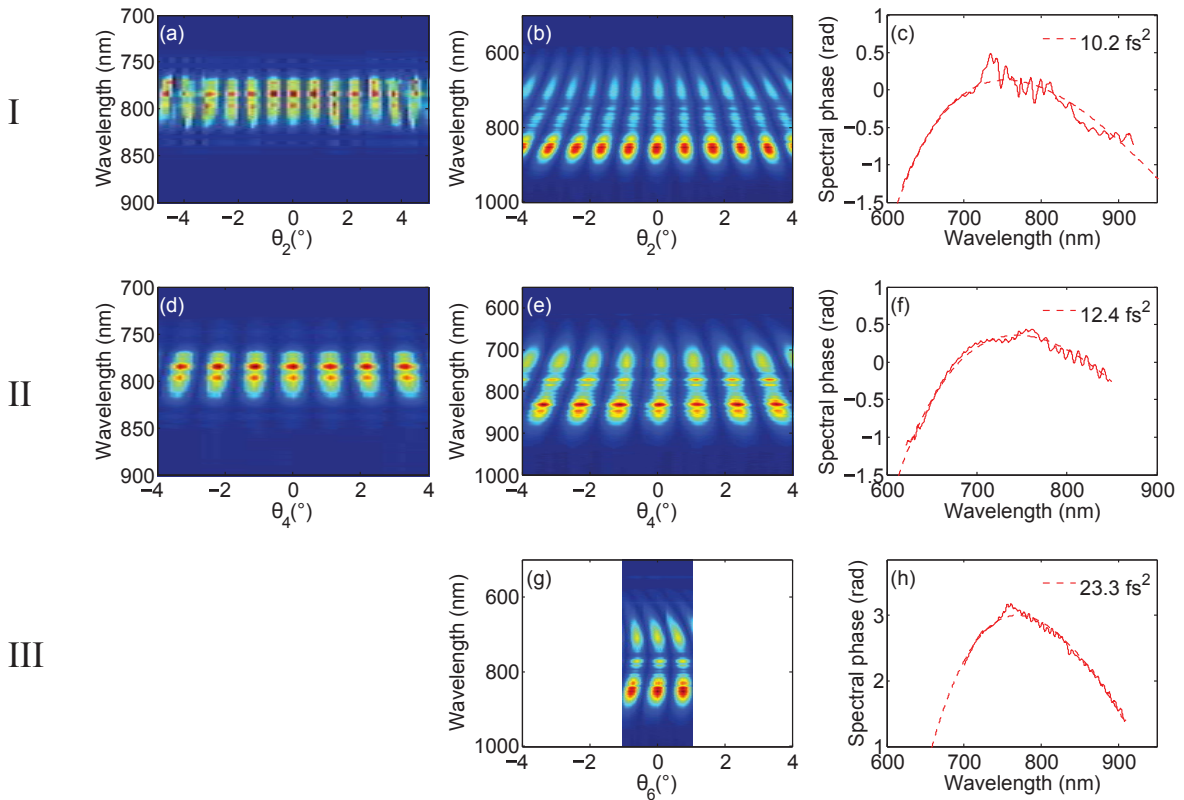 I
(a)
700
750
800
850
900
Wavelength (nm)
−4 −2 0 2 4
θ2(°)
(b)
600
800
1000
Wavelength (nm)
−4 −2 0 2 4
θ2(°)
(c)
10.2 fs²
1
0.5
0
−0.5
−1
−1.5
Spectral phase (rad)
600 700 800 900
Wavelength (nm)
II
(d)
700
750
800
850
900
Wavelength (nm)
−4 −2 0 2 4
θ4(°)
(e)
600
800
1000
Wavelength (nm)
−4 −2 0 2 4
θ4(°)
(f)
12.4 fs²
1
0.5
0
−0.5
−1
−1.5
Spectral phase (rad)
600 700 800 900
Wavelength (nm)
III
(g)
600
800
1000
Wavelength (nm)
−4 −2 0 2 4
θ6(°)
(h)
23.3 fs²
3
2
1
Spectral phase (rad)
600 700 800 900
Wavelength (nm)